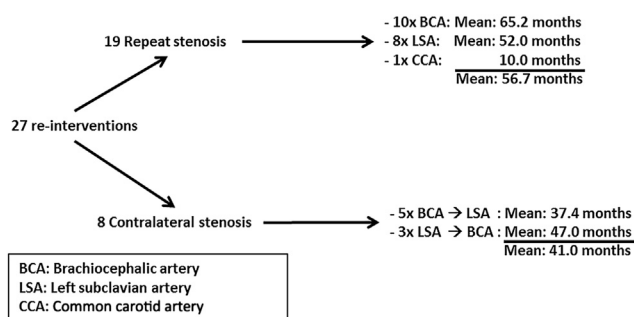 - 10x BCA: Mean: 65.2 months
19 Repeat stenosis
- 8x LSA: Mean: 52.0 months
- 1x CCA: 10.0 months
Mean: 56.7 months
27 re-interventions
8 Contralateral stenosis
- 5x BCA → LSA : Mean: 37.4 months
- 3x LSA → BCA : Mean: 47.0 months
Mean: 41.0 months
BCA: Brachiocephalic artery
LSA: Left subclavian artery
CCA: Common carotid artery